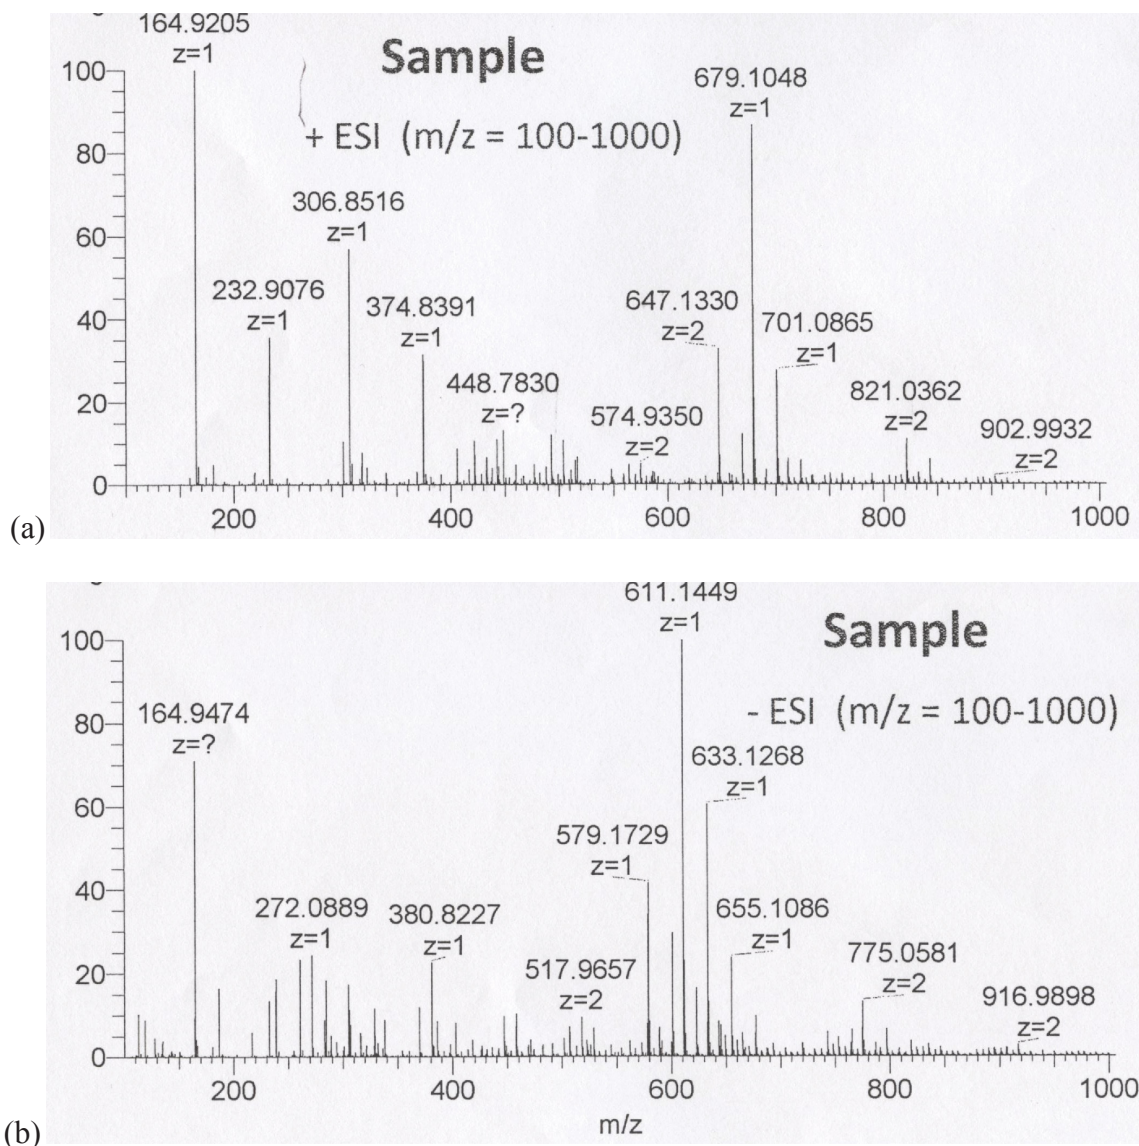 164.9205
z=1
Sample
+ ESI (m/z = 100-1000)
679.1048
z=1
306.8516
z=1
232.9076
z=1
374.8391
z=1
647.1330
z=2
701.0865
z=1
448.7830
z=?
574.9350
z=2
821.0362
z=2
902.9932
z=2
100
80
60
40
20
0
200
400
600
800
1000
(a)
611.1449
z=1
Sample
- ESI (m/z = 100-1000)
164.9474
z=?
633.1268
z=1
579.1729
z=1
272.0889
z=1
380.8227
z=1
655.1086
z=1
517.9657
z=2
775.0581
z=2
916.9898
z=2
100
80
60
40
20
0
200
400
600
800
1000
m/z
(b)